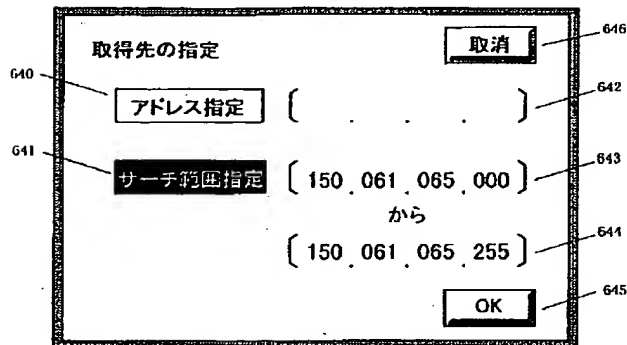 取得先の指定 取消 646
640 アドレス指定 [ . . . ] 642
641 サーチ範囲指定 [ 150 . 061 . 065 . 000 ] 643
から
[ 150 . 061 . 065 . 255 ] 644
OK 645